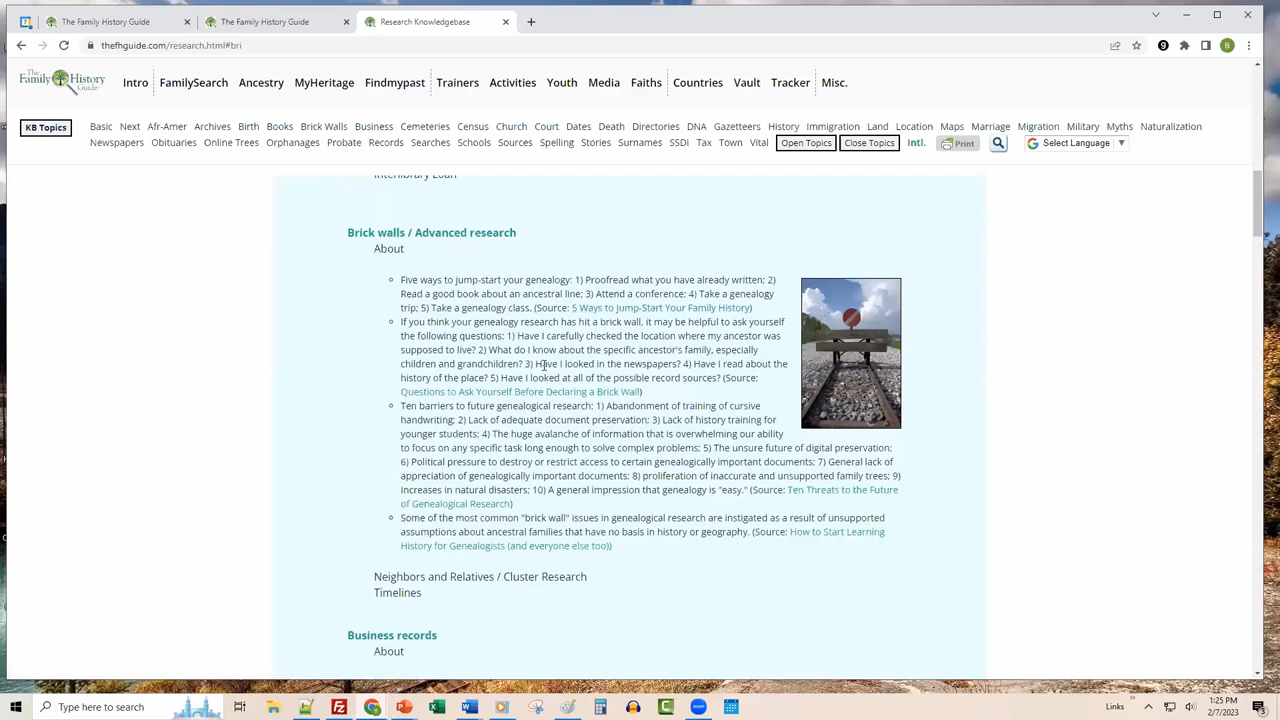 The Family History Guide
The Family History Guide
Research Knowledgebase
thefhguide.com/research.html#bri
The Family History Guide
Intro FamilySearch Ancestry MyHeritage Findmypast Trainers Activities Youth Media Faiths Countries Vault Tracker Misc.
KB Topics Basic Next Afr-Amer Archives Birth Books Brick Walls Business Cemeteries Census Church Court Dates Death Directories DNA Gazetteers History Immigration Land Location Maps Marriage Migration Military Myths Naturalization
Newspapers Obituaries Online Trees Orphanages Probate Records Searches Schools Sources Spelling Stories Surnames SSDI Tax Town Vital Open Topics Close Topics Intl. Print Select Language
Interlibrary Loan
Brick walls / Advanced research
About
Five ways to jump-start your genealogy: 1) Proofread what you have already written; 2)
Read a good book about an ancestral line; 3) Attend a conference; 4) Take a genealogy
trip; 5) Take a genealogy class. (Source: 5 Ways to Jump-Start Your Family History)
If you think your genealogy research has hit a brick wall, it may be helpful to ask yourself
the following questions: 1) Have I carefully checked the location where my ancestor was
supposed to live? 2) What do I know about the specific ancestor's family, especially
children and grandchildren? 3) Have I looked in the newspapers? 4) Have I read about the
history of the place? 5) Have I looked at all of the possible record sources? (Source:
Questions to Ask Yourself Before Declaring a Brick Wall)
Ten barriers to future genealogical research: 1) Abandonment of training of cursive
handwriting; 2) Lack of adequate document preservation; 3) Lack of history training for
younger students; 4) The huge avalanche of information that is overwhelming our ability
to focus on any specific task long enough to solve complex problems; 5) The unsure future of digital preservation;
6) Political pressure to destroy or restrict access to certain genealogically important documents; 7) General lack of
appreciation of genealogically important documents; 8) proliferation of inaccurate and unsupported family trees; 9)
Increases in natural disasters; 10) A general impression that genealogy is "easy." (Source: Ten Threats to the Future
of Genealogical Research)
Some of the most common "brick wall" issues in genealogical research are instigated as a result of unsupported
assumptions about ancestral families that have no basis in history or geography. (Source: How to Start Learning
History for Genealogists (and everyone else too))
Neighbors and Relatives / Cluster Research
Timelines
Business records
About
Type here to search
Links
1:25 PM
2/7/2023